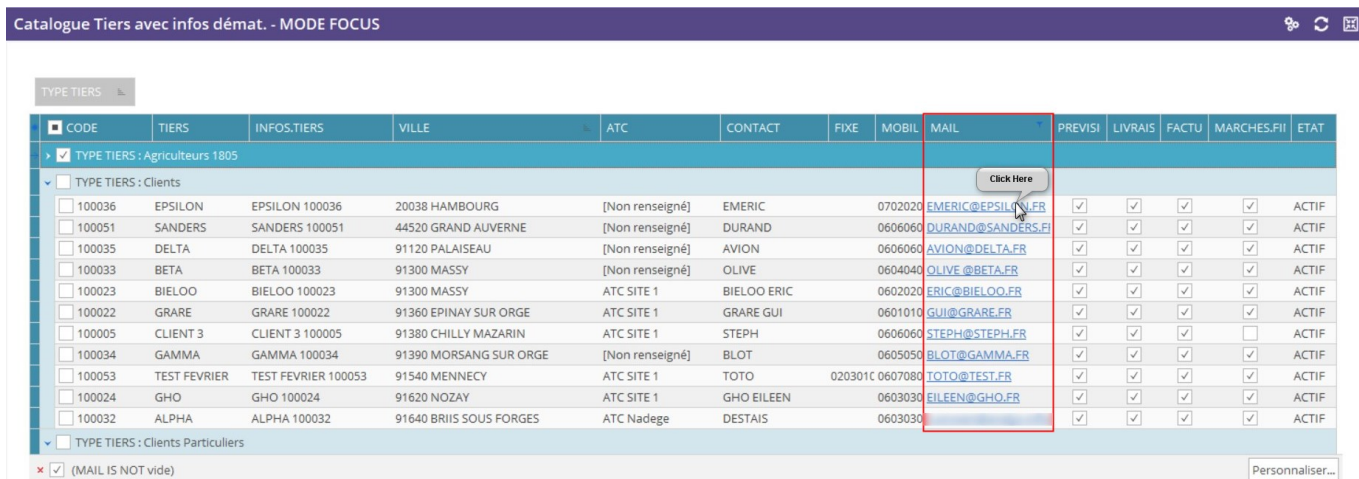 Catalogue Tiers avec infos démat. - MODE FOCUS
TYPE TIERS
CODE TIERS INFOS.TIERS VILLE ATC CONTACT FIXE MOBIL MAIL PREVISI LIVRAIS FACTU MARCHES.FII ETAT
TYPE TIERS : Agriculteurs 1805
TYPE TIERS : Clients
Click Here
100036 EPSILON EPSILON 100036 20038 HAMBOURG [Non renseigné] EMERIC 0702020 EMERIC@EPSILON.FR ACTIF
100051 SANDERS SANDERS 100051 44520 GRAND AUVERNE [Non renseigné] DURAND 0606060 DURAND@SANDERS.FI ACTIF
100035 DELTA DELTA 100035 91120 PALAISEAU [Non renseigné] AVION 0606060 AVION@DELTA.FR ACTIF
100033 BETA BETA 100033 91300 MASSY [Non renseigné] OLIVE 0604040 OLIVE @BETA.FR ACTIF
100023 BIELOO BIELOO 100023 91300 MASSY ATC SITE 1 BIELOO ERIC 0602020 ERIC@BIELOO.FR ACTIF
100022 GRARE GRARE 100022 91360 EPINAY SUR ORGE ATC SITE 1 GRARE GUI 0601010 GUI@GRARE.FR ACTIF
100005 CLIENT 3 CLIENT 3 100005 91380 CHILLY MAZARIN ATC SITE 1 STEPH 0606060 STEPH@STEPH.FR ACTIF
100034 GAMMA GAMMA 100034 91390 MORSANG SUR ORGE [Non renseigné] BLOT 0605050 BLOT@GAMMA.FR ACTIF
100053 TEST FEVRIER TEST FEVRIER 100053 91540 MENNECY ATC SITE 1 TOTO 020301C 0607080 TOTO@TEST.FR ACTIF
100024 GHO GHO 100024 91620 NOZAY ATC SITE 1 GHO EILEEN 0603030 EILEEN@GHO.FR ACTIF
100032 ALPHA ALPHA 100032 91640 BRIIS SOUS FORGES ATC Nadege DESTAIS 0603030 ACTIF
TYPE TIERS : Clients Particuliers
(MAIL IS NOT vide) Personnaliser...